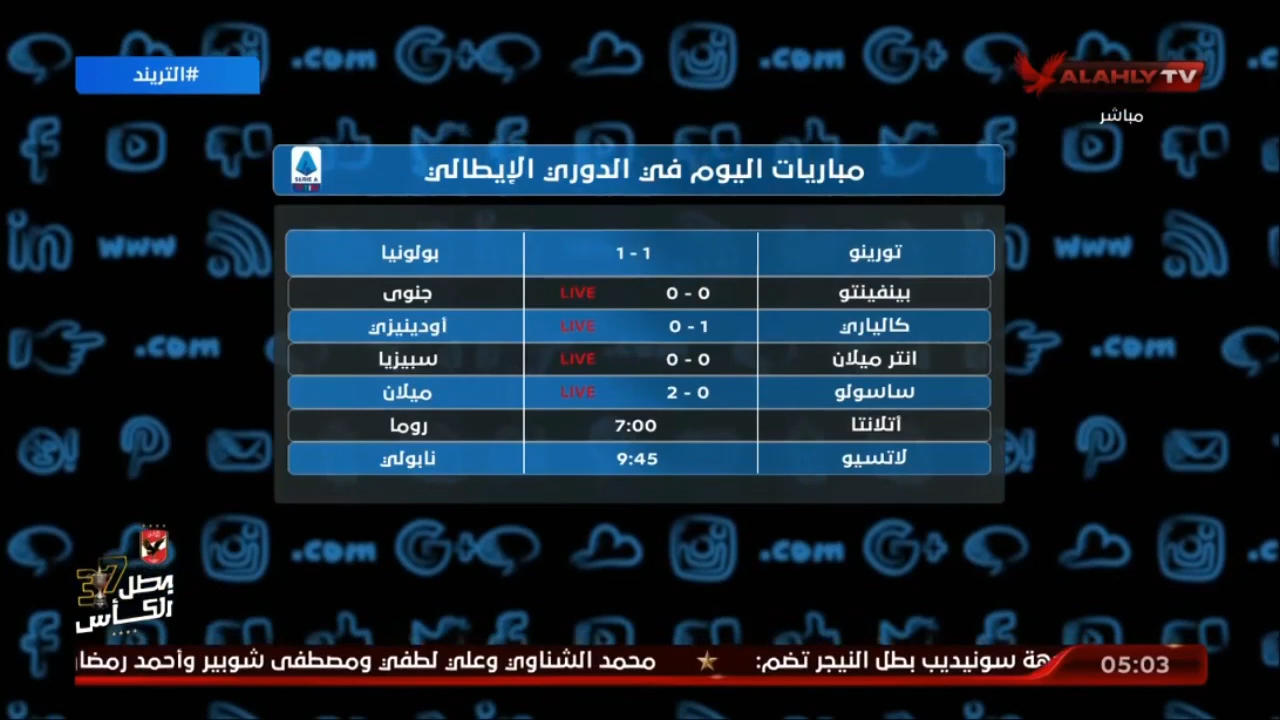 #التريند
ALAHLY TV
مباشر
مباريات اليوم في الدوري الإيطالي
SERIE A
تورينو 1 - 1 بولونيا
بينفينتو 0 - 0 LIVE جنوى
كالياري 0 - 1 LIVE أودينيزي
انتر ميلان 0 - 0 LIVE سبيزيا
ساسولو 2 - 0 LIVE ميلان
أتلانتا 7:00 روما
لاتسيو 9:45 نابولي
37
بطل
الكأس
هة سونيديب بطل النيجر تضم: محمد الشناوي وعلي لطفي ومصطفى شوبير وأحمد رمضا
05:03